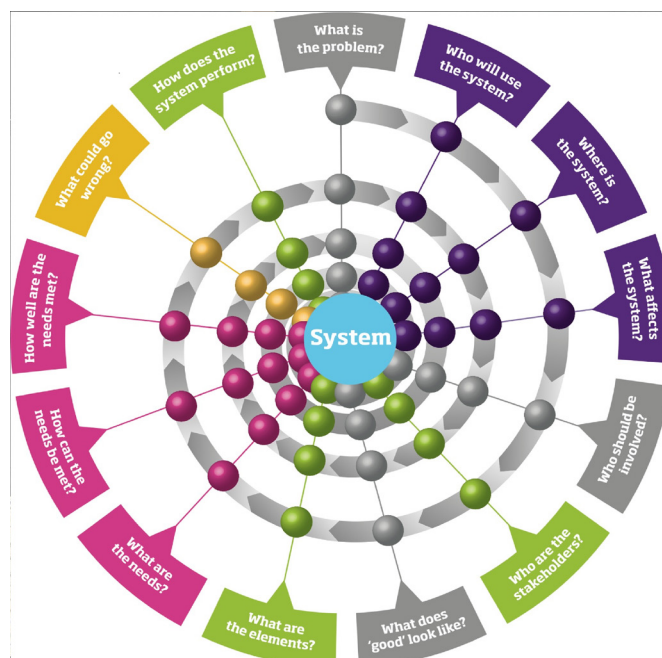 What is
the problem?
Who will use
the system?
Where is
the system?
What affects
the system?
Who should be
involved?
Who are the
stakeholders?
What does
'good' look like?
What are
the elements?
What are
the needs?
How can the
needs be met?
How well are the
needs met?
What could go
wrong?
How does the
system perform?
System